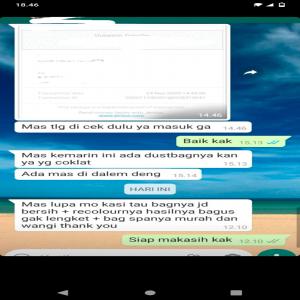 18.46
Mas tlg di cek dulu ya masuk ga
14.46
Baik kak
15.13
Mas kemarin ini ada dustbagnya kan
ya yg coklat
15.13
Ada mas di dalem deng
15.14
HARI INI
Mas lupa mo kasi tau bagnya jd
bersih + recolournya hasilnya bagus
gak lengket + bag spanya murah dan
wangi thank you
12.10
Siap makasih kak
12.10